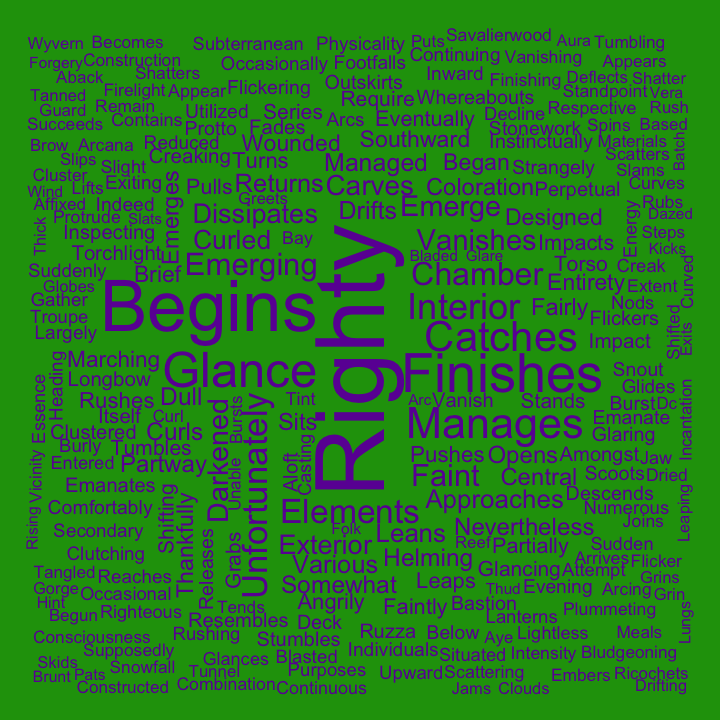 Wyvern Becomes Subterranean Physicality Puts Savalierwood Aura Tumbling
Forgery Construction Occasionally Footfalls Continuing Vanishing Appears
Aback Shatters Outskirts Inward Finishing Deflects Shatter
Tanned Firelight Appear Flickering Require Whereabouts Standpoint Vera
Guard Remain Utilized Series Arcs Eventually Decline Respective Rush
Succeeds Contains Protto Fades Stonework Spins Based
Brow Arcana Reduced Wounded Southward Instinctually Materials Batch
Slips Slight Creaking Turns Managed Began Strangely Scatters
Cluster Lifts Exiting Pulls Returns Carves Coloration Perpetual Slams Curves
Wind Affixed Indeed Emerges Greets Drifts Emerge Designed Energy Rubs
Thick Protrude Slats Dissipates Dazed
Inspecting Curled Bay Vanishes Impacts Steps
Torchlight Bladed Glare Kicks
Suddenly Brief Emerging Chamber Torso Creak
Globes Entirety Extent Curved
Gather Begins Righty Interior Fairly Nods
Troupe Flickers
Largely Catches Impact Shifted Exits
Marching Glance Finishes Snout
Heading Longbow Glides
Rushes Dull Tint Arc Vanish Stands Burst Dc
Itself Curl Bursts Manages Emanate Incantation
Clustered Curls Sits Glaring
Burly Tumbles Pushes Opens Amongst Jaw
Entered Partway Darkened Unfortunately Aloft Casting Faint Central Scoots Dried
Rising Vicinity Essence Emanates Unable Descends
Comfortably Elements Approaches Numerous Leaping
Secondary Shifting Folk Nevertheless Joins
Clutching Thankfully Releases Grabs Exterior Leans Reef Partially Sudden
Tangled Reaches Various Helming Glancing Arrives Flicker
Gorge Occasional Somewhat Leaps Thud Attempt Evening Grins
Hint Tends Angrily Faintly Bastion Arcing Grin
Begun Righteous Resembles Deck Lanterns Plummeting Lungs
Consciousness Rushing Stumbles Ruzza Below Aye Lightless Meals
Supposedly Individuals Situated Intensity Bludgeoning
Skids Snowfall Glances Blasted
Brunt Pats Tunnel Purposes Upward Scattering Embers Ricochets
Constructed Combination Continuous Jams Clouds Drifting